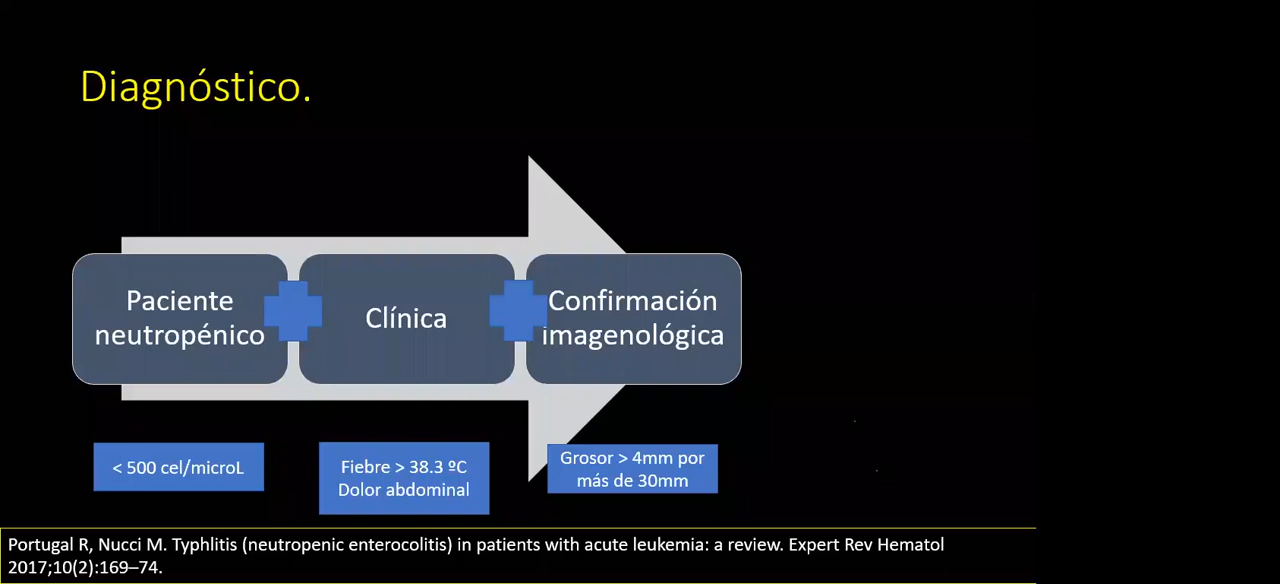 Diagnóstico.
Paciente
neutropénico
Clínica
Confirmación
imagenológica
< 500 cel/microL
Fiebre > 38.3 ºC
Dolor abdominal
Grosor > 4mm por
más de 30mm
Portugal R, Nucci M. Typhlitis (neutropenic enterocolitis) in patients with acute leukemia: a review. Expert Rev Hematol
2017;10(2):169–74.